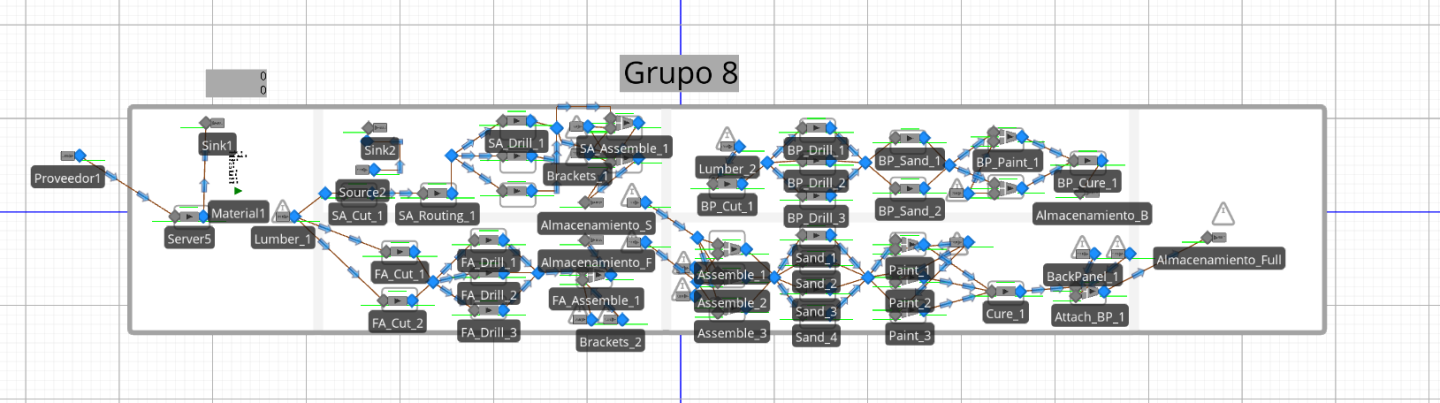 Grupo 8
0
0
Proveedor1
Sink1
Material1
Server5
Lumber_1
Sink2
Source2
SA_Cut_1
SA_Routing_1
SA_Drill_1
SA_Assemble_1
Brackets_1
Almacenamiento_S
Almacenamiento_F
FA_Cut_1
FA_Cut_2
FA_Drill_1
FA_Drill_2
FA_Drill_3
FA_Assemble_1
Brackets_2
Lumber_2
BP_Cut_1
BP_Drill_1
BP_Drill_2
BP_Drill_3
BP_Sand_1
BP_Sand_2
BP_Paint_1
BP_Cure_1
Almacenamiento_B
Assemble_1
Assemble_2
Assemble_3
Sand_1
Sand_2
Sand_3
Sand_4
Paint_1
Paint_2
Paint_3
Cure_1
BackPanel_1
Attach_BP_1
Almacenamiento_Full